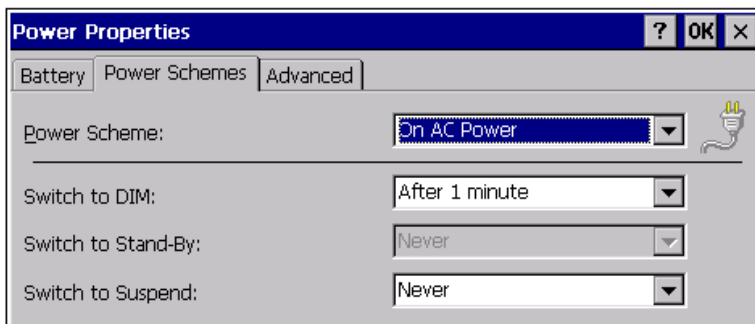 Power Properties ? OK ×
Battery Power Schemes Advanced
Power Scheme: On AC Power
Switch to DIM: After 1 minute
Switch to Stand-By: Never
Switch to Suspend: Never